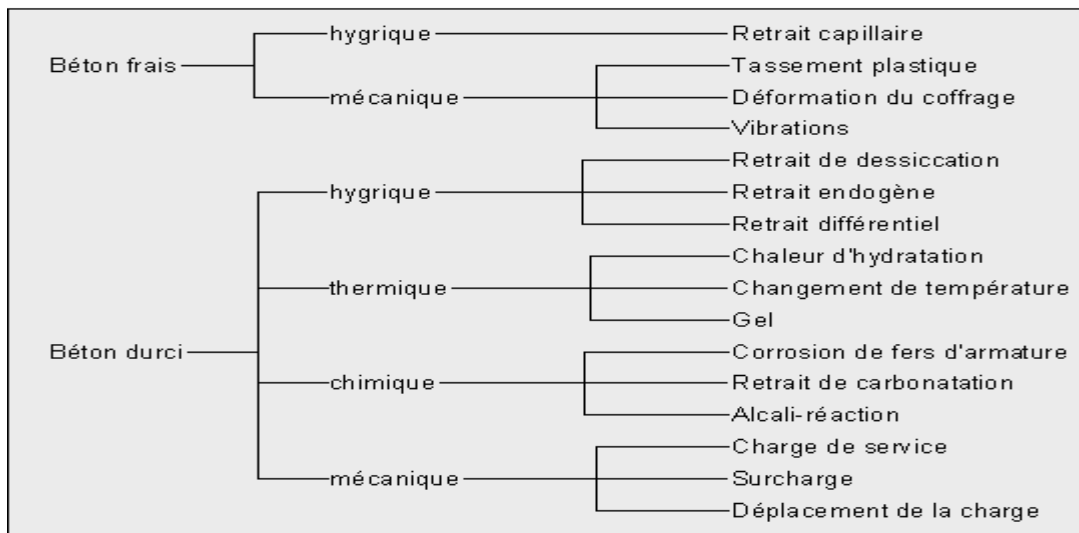 hygrique Retrait capillaire
Béton frais Tassement plastique
mécanique Déformation du coffrage
Vibrations
Retrait de dessiccation
hygrique Retrait endogène
Retrait différentiel
Chaleur d'hydratation
thermique Changement de température
Gel
Béton durci Corrosion de fers d'armature
chimique Retrait de carbonatation
Alcali-réaction
Charge de service
mécanique Surcharge
Déplacement de la charge